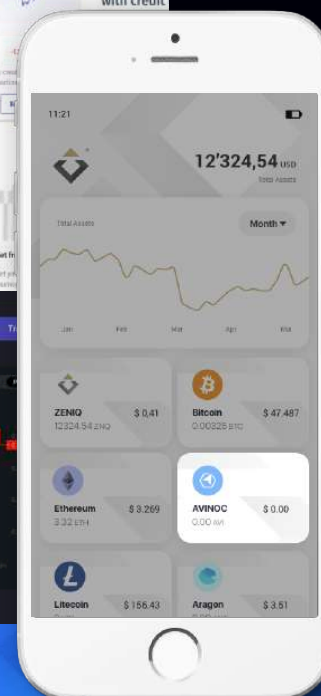 with credit
11:21
12'324,54 USD
Total Assets
Total Assets
Month
Jan Feb Mar Apr Mai
ZENIQ $ 0,41
12324.54 ZNQ
Bitcoin $ 47.487
0.00325 BTC
Ethereum $ 3.269
3.32 ETH
AVINOC $ 0.00
0.00 AVI
Litecoin $ 156.43
Aragon $ 3.51